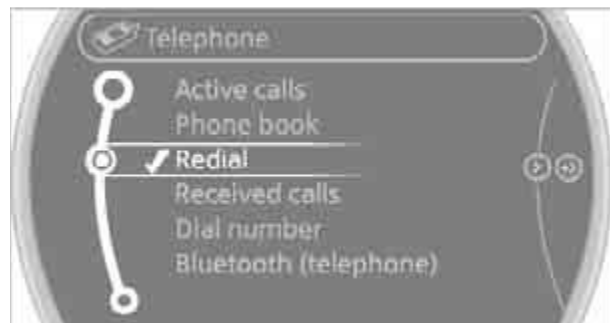 Telephone
Active calls
Phone book
Redial
Received calls
Dial number
Bluetooth (telephone)